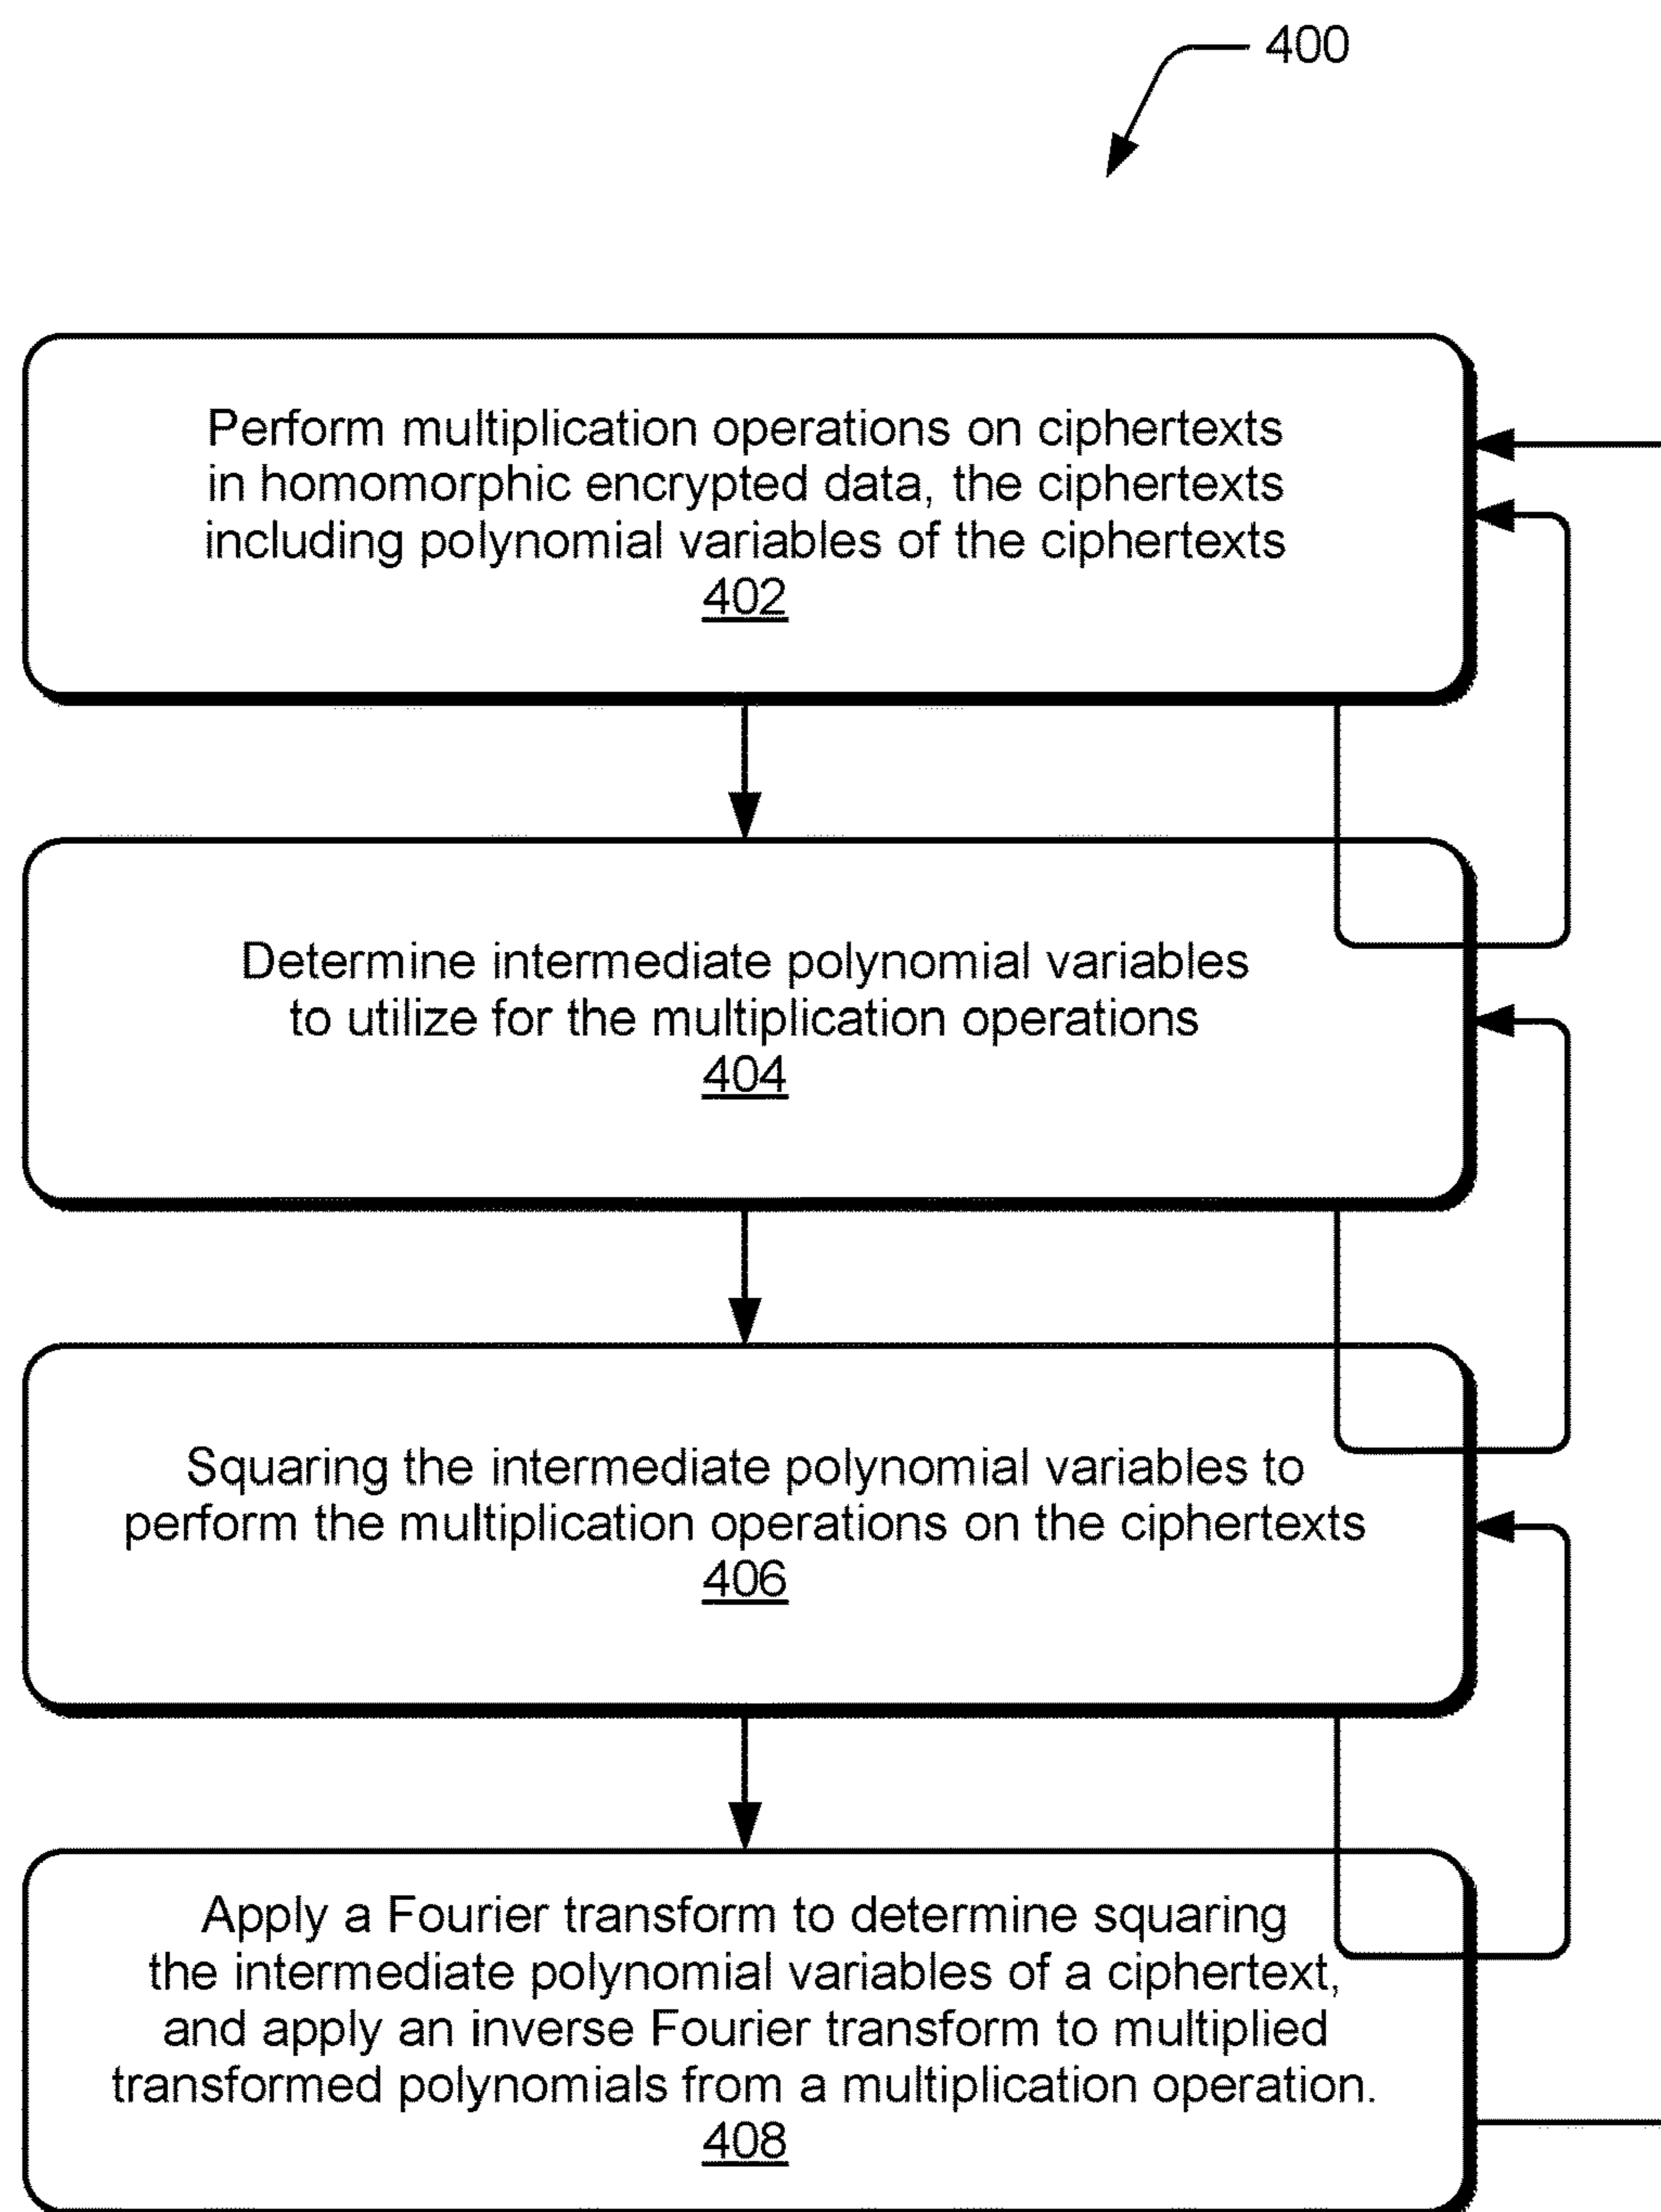 400
Perform multiplication operations on ciphertexts
in homomorphic encrypted data, the ciphertexts
including polynomial variables of the ciphertexts
402
Determine intermediate polynomial variables
to utilize for the multiplication operations
404
Squaring the intermediate polynomial variables to
perform the multiplication operations on the ciphertexts
406
Apply a Fourier transform to determine squaring
the intermediate polynomial variables of a ciphertext,
and apply an inverse Fourier transform to multiplied
transformed polynomials from a multiplication operation.
408